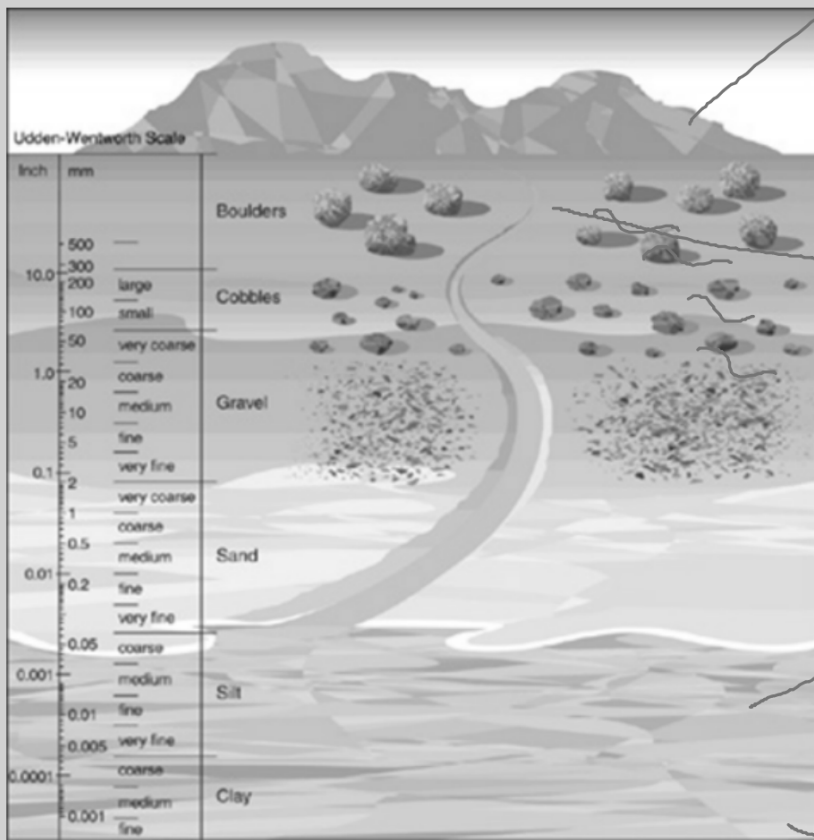 Udden-Wentworth Scale
Inch mm
Boulders
500
300
10.0
200 large
Cobbles
100 small
50 very coarse
1.0 coarse
20
Gravel
10 medium
5 fine
0.1 very fine
2
very coarse
1
coarse
0.5
medium Sand
0.01
0.2 fine
very fine
0.05 coarse
0.001 medium
Silt
0.01 fine
0.005 very fine
0.0001 coarse
Clay
medium
0.001
fine